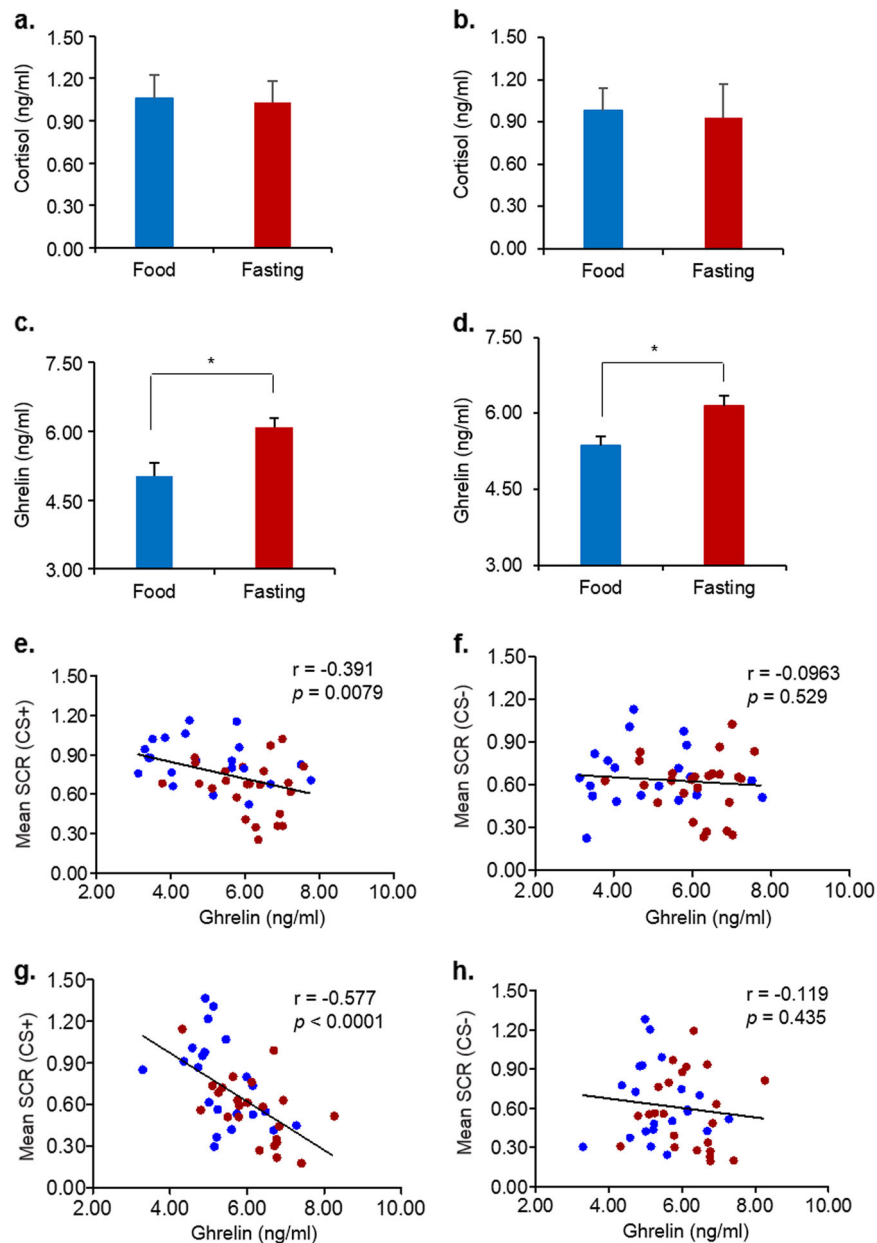 a.
1.50
1.20
0.90
0.60
0.30
0.00
Cortisol (ng/ml)
Food Fasting
b.
1.50
1.20
0.90
0.60
0.30
0.00
Cortisol (ng/ml)
Food Fasting
c.
7.50
6.00
4.50
3.00
Ghrelin (ng/ml)
*
Food Fasting
d.
7.50
6.00
4.50
3.00
Ghrelin (ng/ml)
*
Food Fasting
e.
1.50
1.20
0.90
0.60
0.30
0.00
Mean SCR (CS+)
r = -0.391
p = 0.0079
2.00 4.00 6.00 8.00 10.00
Ghrelin (ng/ml)
f.
1.50
1.20
0.90
0.60
0.30
0.00
Mean SCR (CS-)
r = -0.0963
p = 0.529
2.00 4.00 6.00 8.00 10.00
Ghrelin (ng/ml)
g.
1.50
1.20
0.90
0.60
0.30
0.00
Mean SCR (CS+)
r = -0.577
p < 0.0001
2.00 4.00 6.00 8.00 10.00
Ghrelin (ng/ml)
h.
1.50
1.20
0.90
0.60
0.30
0.00
Mean SCR (CS-)
r = -0.119
p = 0.435
2.00 4.00 6.00 8.00 10.00
Ghrelin (ng/ml)